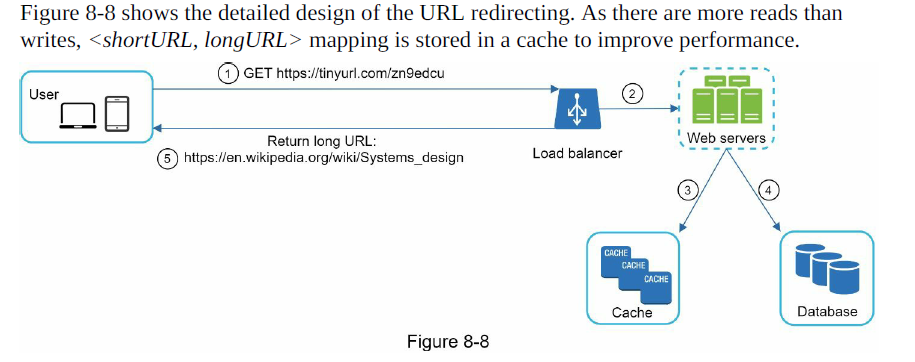 Figure 8-8 shows the detailed design of the URL redirecting. As there are more reads than
writes, <shortURL, longURL> mapping is stored in a cache to improve performance.
1 GET https://tinyurl.com/zn9edcu
User
2
Web servers
Return long URL:
5 https://en.wikipedia.org/wiki/Systems_design
Load balancer
3
4
CACHE
CACHE
CACHE
Cache
Database
Figure 8-8